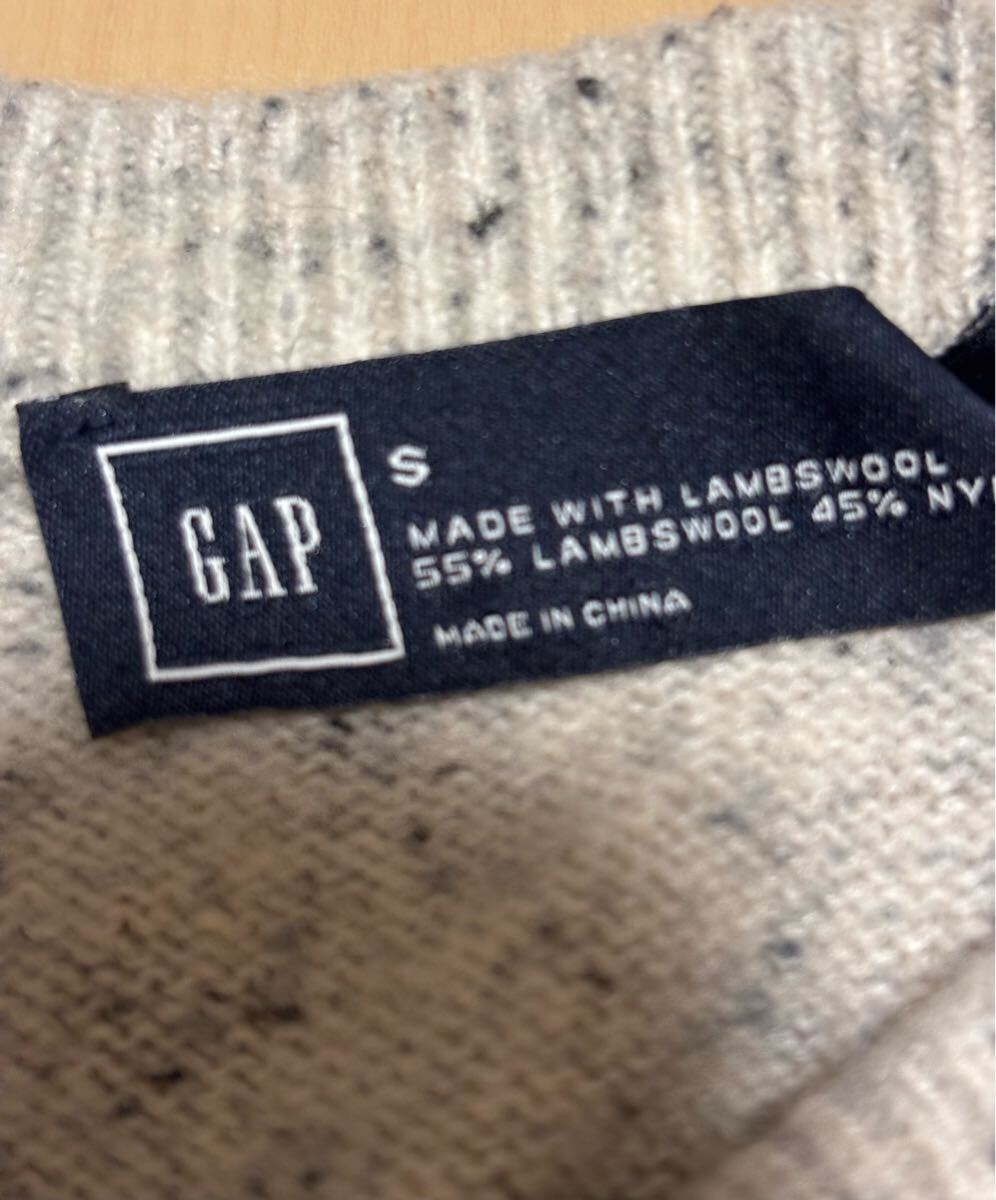 GAP
S
MADE WITH LAMBSWOOL
55% LAMBSWOOL 45%
MADE IN CHINA